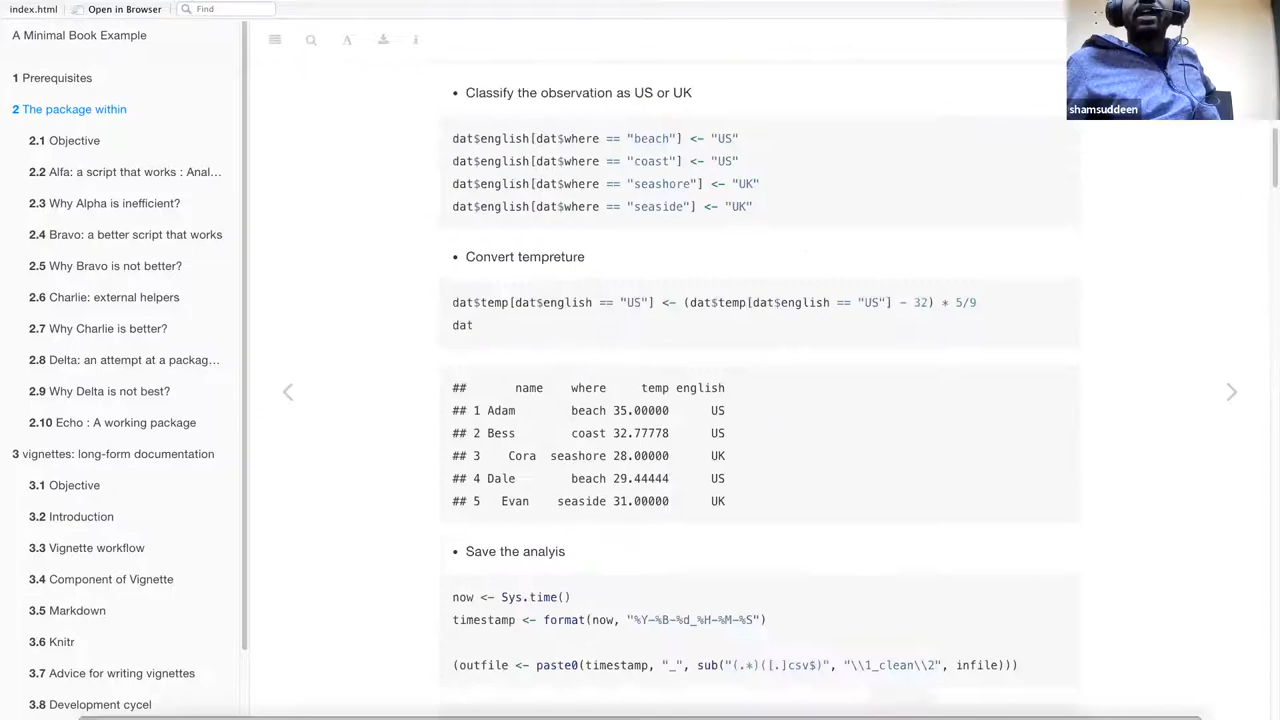 index.html Open in Browser Find
A Minimal Book Example
1 Prerequisites
2 The package within
2.1 Objective
2.2 Alfa: a script that works : Anal...
2.3 Why Alpha is inefficient?
2.4 Bravo: a better script that works
2.5 Why Bravo is not better?
2.6 Charlie: external helpers
2.7 Why Charlie is better?
2.8 Delta: an attempt at a packag...
2.9 Why Delta is not best?
2.10 Echo : A working package
3 vignettes: long-form documentation
3.1 Objective
3.2 Introduction
3.3 Vignette workflow
3.4 Component of Vignette
3.5 Markdown
3.6 Knitr
3.7 Advice for writing vignettes
3.8 Development cycel
A i
• Classify the observation as US or UK
dat$english[dat$where == "beach"] <- "US"
dat$english[dat$where == "coast"] <- "US"
dat$english[dat$where == "seashore"] <- "UK"
dat$english[dat$where == "seaside"] <- "UK"
• Convert tempreture
dat$temp[dat$english == "US"] <- (dat$temp[dat$english == "US"] - 32) * 5/9
dat
## name where temp english
## 1 Adam beach 35.00000 US
## 2 Bess coast 32.77778 US
## 3 Cora seashore 28.00000 UK
## 4 Dale beach 29.44444 US
## 5 Evan seaside 31.00000 UK
• Save the analyis
now <- Sys.time()
timestamp <- format(now, "%Y-%B-%d_%H-%M-%S")
(outfile <- paste0(timestamp, "_", sub("(.*)([.]csv$)", "\\1_clean\\2", infile)))
shamsuddeen